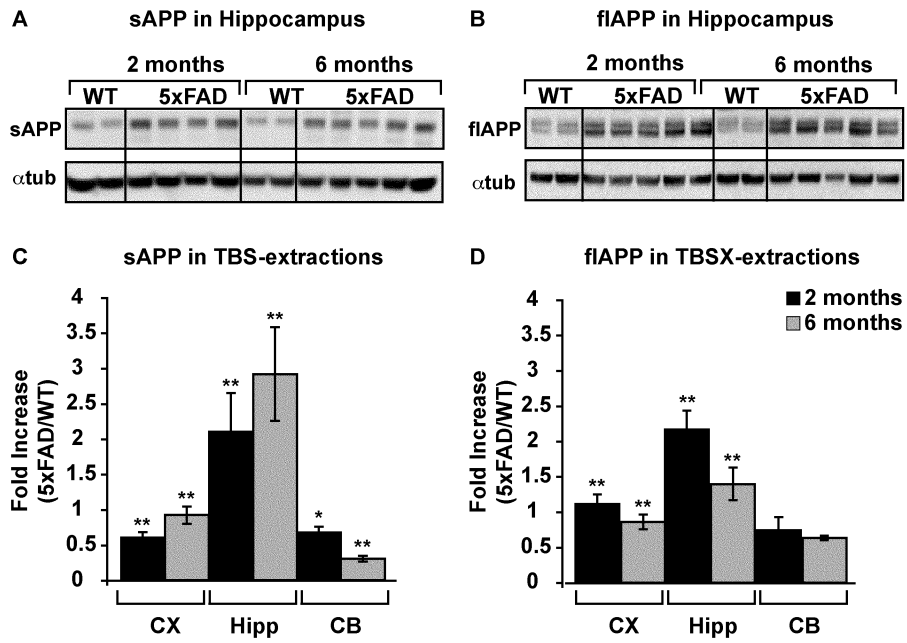 A
sAPP in Hippocampus
2 months
6 months
WT
5xFAD
WT
5xFAD
sAPP
αtub
B
flAPP in Hippocampus
2 months
6 months
WT
5xFAD
WT
5xFAD
flAPP
αtub
C
sAPP in TBS-extractions
Fold Increase
(5xFAD/WT)
4
3.5
3
2.5
2
1.5
1
0.5
0
**
**
**
**
*
**
CX
Hipp
CB
D
flAPP in TBSX-extractions
2 months
6 months
Fold Increase
(5xFAD/WT)
4
3.5
3
2.5
2
1.5
1
0.5
0
**
**
**
**
CX
Hipp
CB